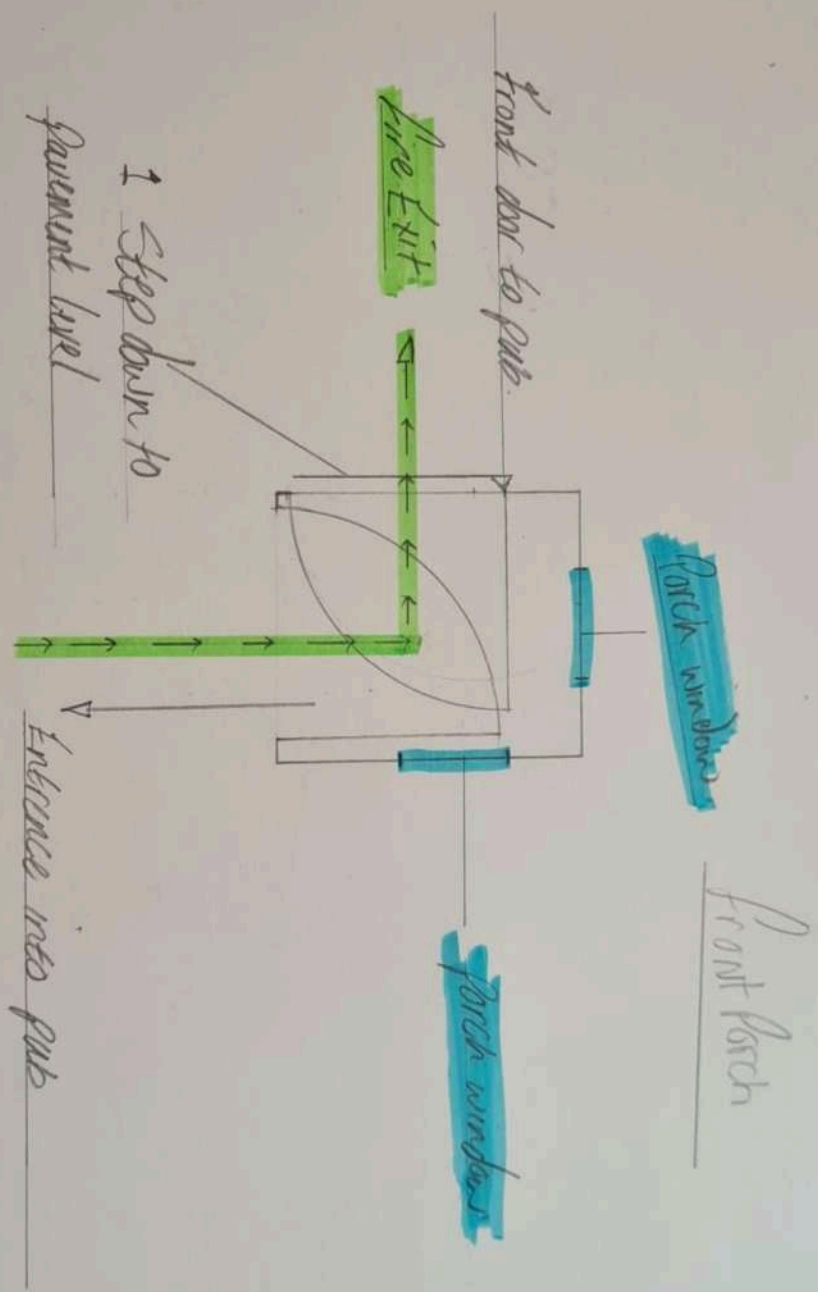 Front Porch
Porch window
Porch window
Front door to pub.
Fire Exit
1 Step down to
pavement level
Entrence into pub